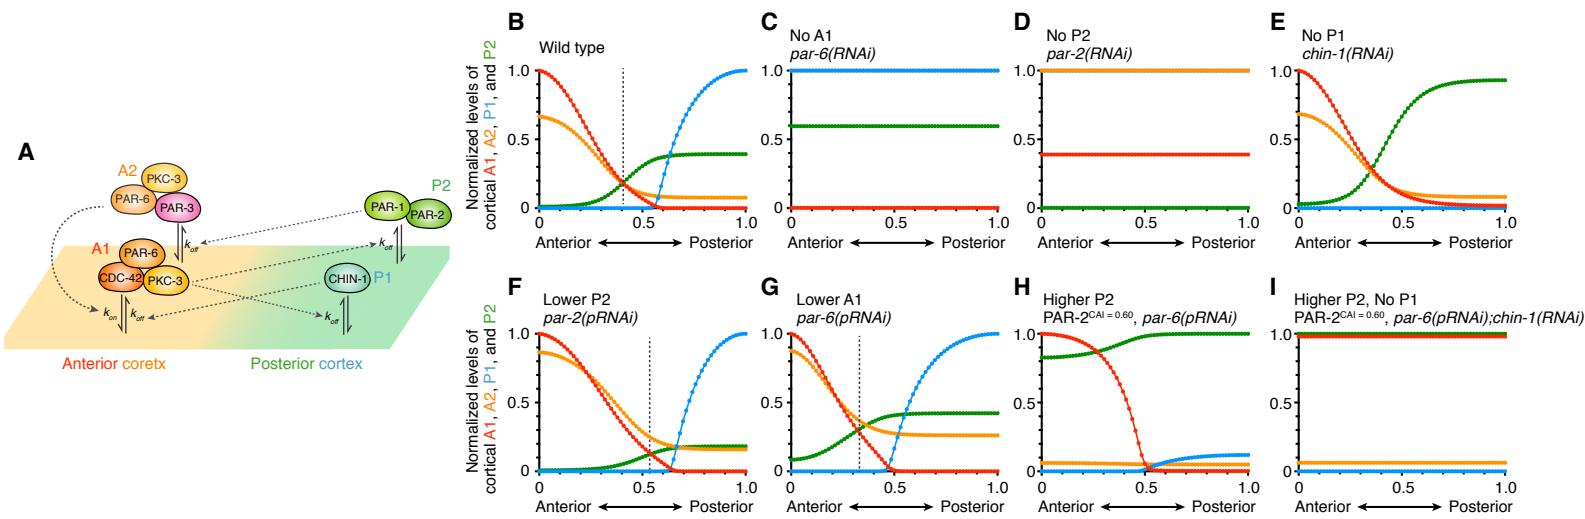 A
A2
PKC-3
PAR-6
PAR-3
P2
PAR-1
PAR-2
koff
koff
A1
PAR-6
CDC-42
PKC-3
CHIN-1
P1
kon
koff
koff
Anterior coretx
Posterior cortex
Normalized levels of
cortical A1, A2, P1, and P2
B
Wild type
1.0
0.5
0
0
0.5
1.0
Anterior
Posterior
C
No A1
par-6(RNAi)
1.0
0.5
0
0
0.5
1.0
Anterior
Posterior
D
No P2
par-2(RNAi)
1.0
0.5
0
0
0.5
1.0
Anterior
Posterior
E
No P1
chin-1(RNAi)
1.0
0.5
0
0
0.5
1.0
Anterior
Posterior
Normalized levels of
cortical A1, A2, P1, and P2
F
Lower P2
par-2(pRNAi)
1.0
0.5
0
0
0.5
1.0
Anterior
Posterior
G
Lower A1
par-6(pRNAi)
1.0
0.5
0
0
0.5
1.0
Anterior
Posterior
H
Higher P2
PAR-2CAI = 0.60, par-6(pRNAi)
1.0
0.5
0
0
0.5
1.0
Anterior
Posterior
I
Higher P2, No P1
PAR-2CAI = 0.60, par-6(pRNAi);chin-1(RNAi)
1.0
0.5
0
0
0.5
1.0
Anterior
Posterior